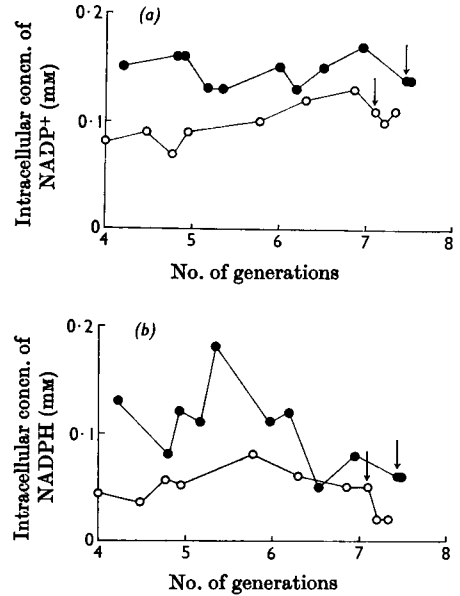 0·2
(a)
Intracellular concn. of
NADP+ (mM)
0·1
0
4 5 6 7 8
No. of generations
0·2
(b)
Intracellular concn. of
NADPH (mM)
0·1
0
4 5 6 7 8
No. of generations